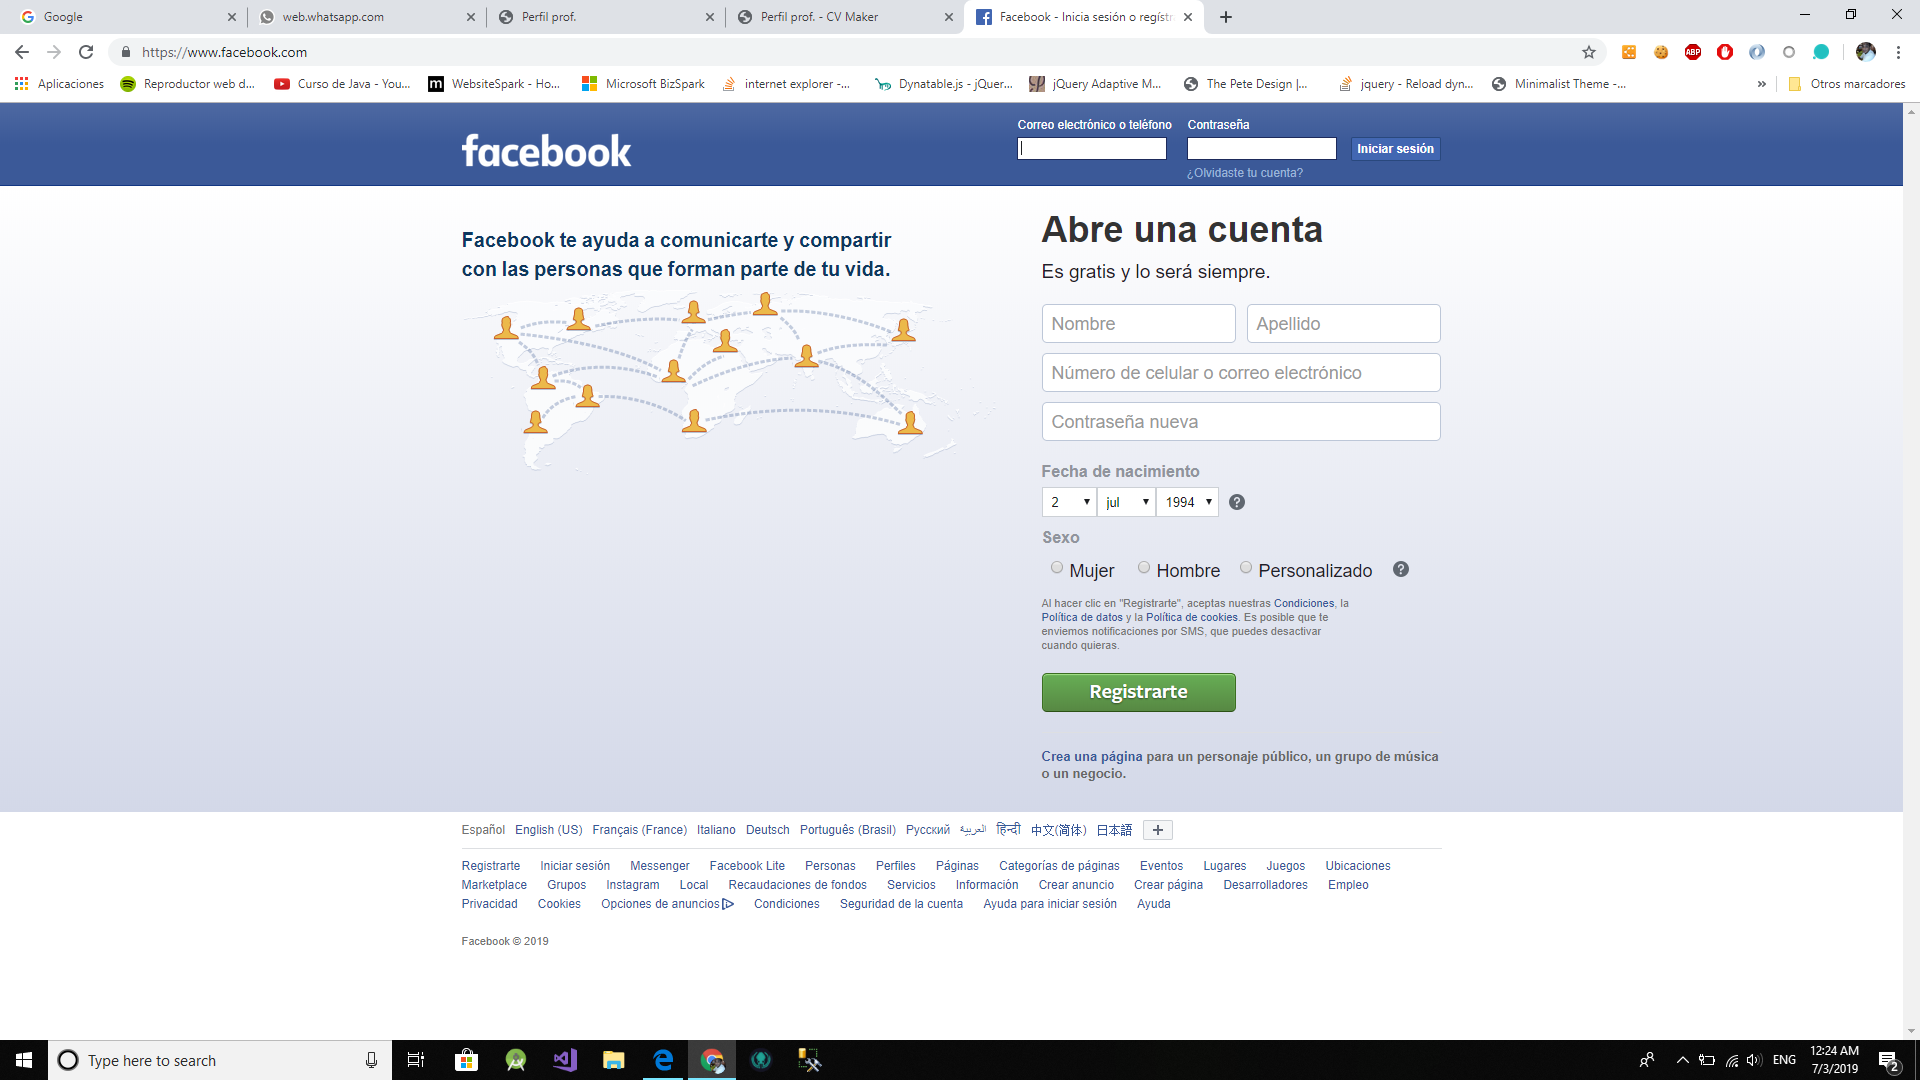 Google
web.whatsapp.com
Perfil prof.
Perfil prof. - CV Maker
Facebook - Inicia sesión o regístr
https://www.facebook.com
ABP
Aplicaciones
Reproductor web d...
Curso de Java - You...
m WebsiteSpark - Ho...
Microsoft BizSpark
internet explorer -...
Dynatable.js - jQuer...
jQuery Adaptive M...
The Pete Design |...
jquery - Reload dyn...
Minimalist Theme -...
»
Otros marcadores
facebook
Correo electrónico o teléfono
Contraseña
Iniciar sesión
¿Olvidaste tu cuenta?
Facebook te ayuda a comunicarte y compartir
con las personas que forman parte de tu vida.
Abre una cuenta
Es gratis y lo será siempre.
Nombre
Apellido
Número de celular o correo electrónico
Contraseña nueva
Fecha de nacimiento
2 jul 1994 ?
Sexo
Mujer Hombre Personalizado ?
Al hacer clic en "Registrarte", aceptas nuestras Condiciones, la
Política de datos y la Política de cookies. Es posible que te
enviemos notificaciones por SMS, que puedes desactivar
cuando quieras.
Registrarte
Crea una página para un personaje público, un grupo de música
o un negocio.
Español English (US) Français (France) Italiano Deutsch Português (Brasil) Русский العربية हिन्दी 中文(简体) 日本語 +
Registrarte Iniciar sesión Messenger Facebook Lite Personas Perfiles Páginas Categorías de páginas Eventos Lugares Juegos Ubicaciones
Marketplace Grupos Instagram Local Recaudaciones de fondos Servicios Información Crear anuncio Crear página Desarrolladores Empleo
Privacidad Cookies Opciones de anuncios Condiciones Seguridad de la cuenta Ayuda para iniciar sesión Ayuda
Facebook © 2019
Type here to search
ENG
12:24 AM
7/3/2019
2